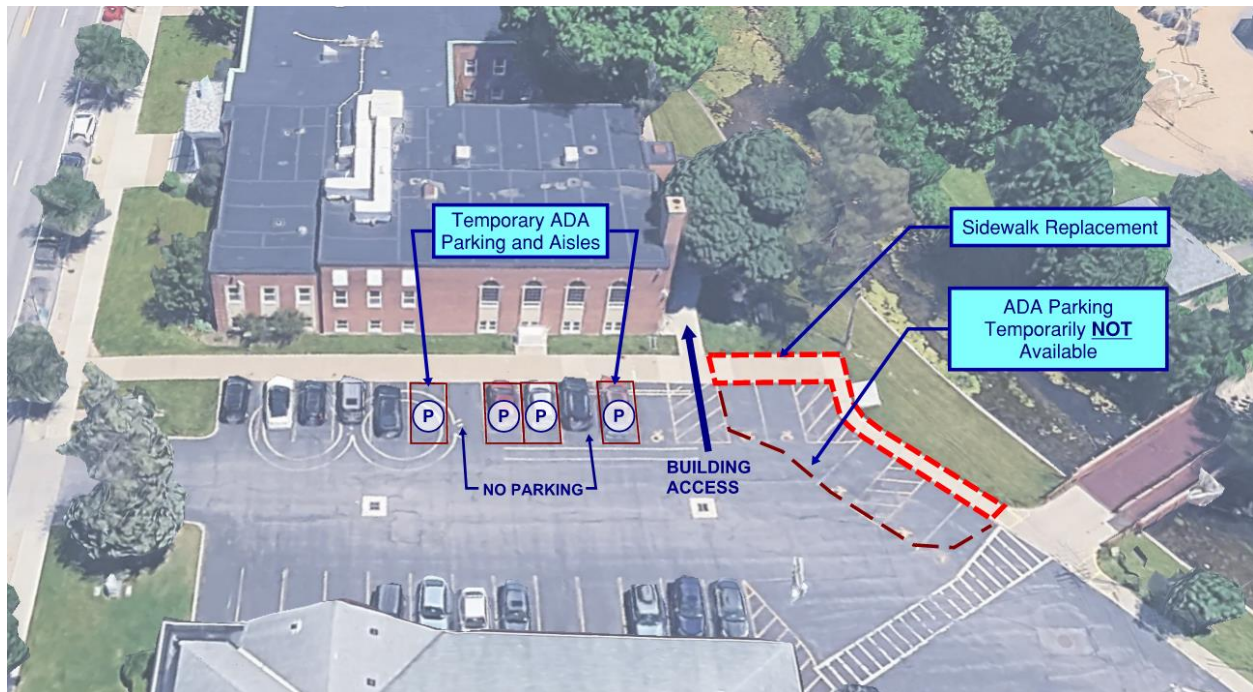 Temporary ADA
Parking and Aisles
Sidewalk Replacement
ADA Parking
Temporarily NOT
Available
P
P
P
P
NO PARKING
BUILDING
ACCESS